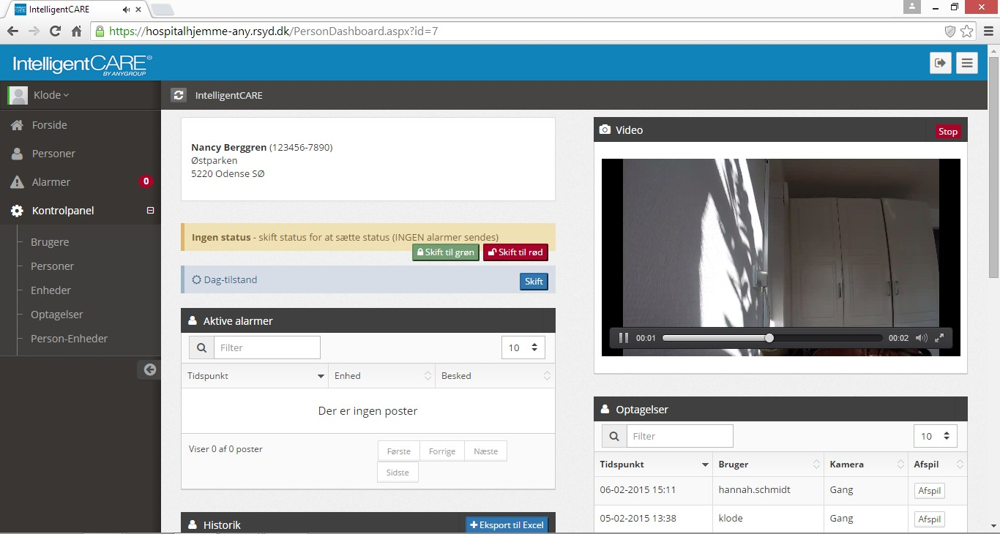 IntelligentCARE
https://hospitalhjemme-any.rsyd.dk/PersonDashboard.aspx?id=7
IntelligentCARE®
BY ANYGROUP
Klode
IntelligentCARE
Forside
Personer
Alarmer 0
Kontrolpanel
Brugere
Personer
Enheder
Optagelser
Person-Enheder
Nancy Berggren (123456-7890)
Østparken
5220 Odense SØ
Ingen status - skift status for at sætte status (INGEN alarmer sendes)
Skift til grøn Skift til rød
Dag-tilstand Skift
Aktive alarmer
Filter 10
Tidspunkt Enhed Besked
Der er ingen poster
Viser 0 af 0 poster
Første Forrige Næste
Sidste
Historik Eksport til Excel
Video Stop
00:01 00:02
Optagelser
Filter 10
Tidspunkt Bruger Kamera Afspil
06-02-2015 15:11 hannah.schmidt Gang Afspil
05-02-2015 13:38 klode Gang Afspil